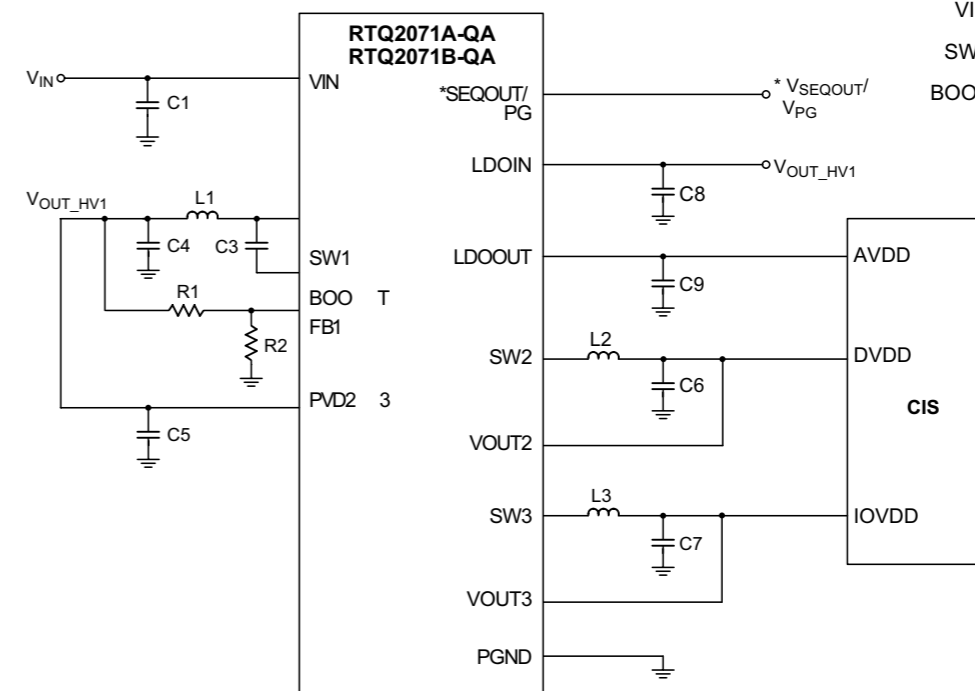 RTQ2071A-QA
RTQ2071B-QA
VIN
C1
VIN
VOUT_HV1
L1
C4
C3
SW1
BOO T
R1
FB1
R2
PVD2 3
C5
*SEQOUT/
PG
* VSEQOUT/
VPG
LDOIN
VOUT_HV1
C8
LDOOUT
C9
AVDD
SW2
L2
C6
DVDD
VOUT2
CIS
SW3
L3
C7
IOVDD
VOUT3
PGND
VI
SW
BOO